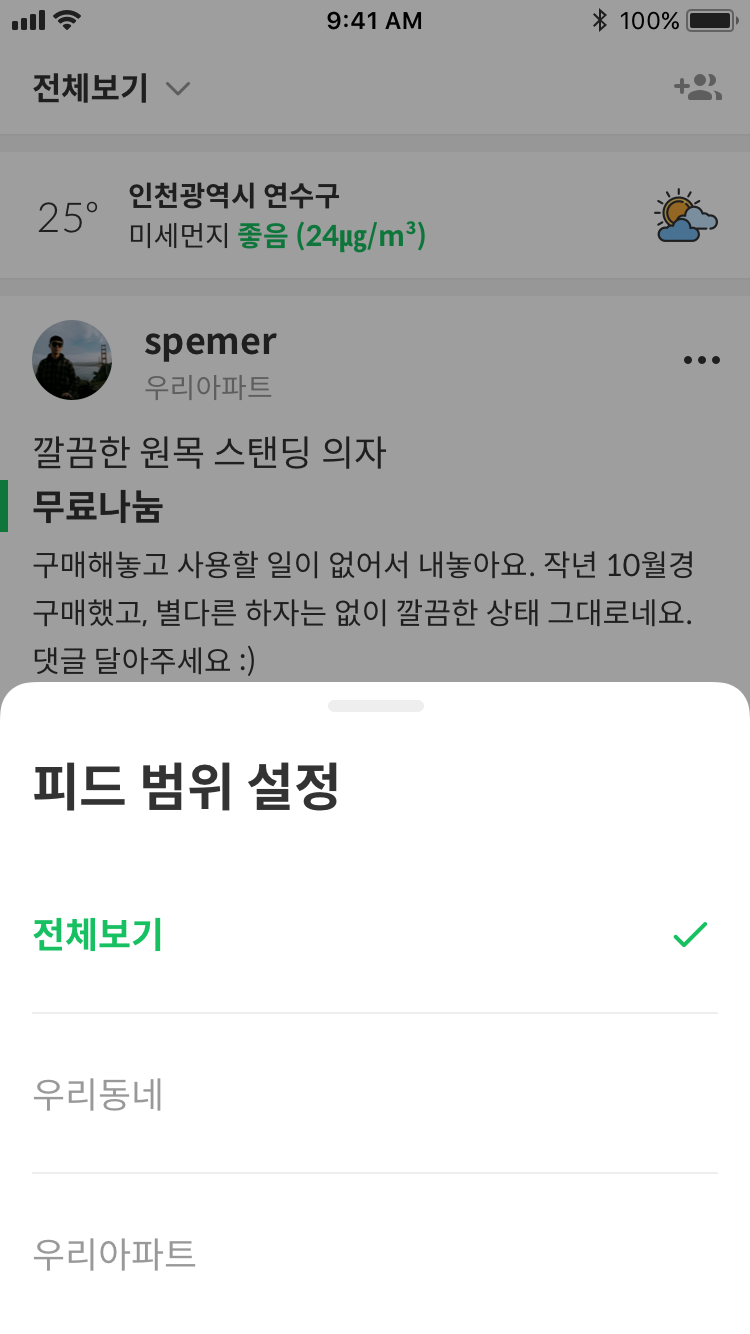 9:41 AM
100%
전체보기
25°
인천광역시 연수구
미세먼지 좋음 (24㎍/m³)
spemer
우리아파트
깔끔한 원목 스탠딩 의자
무료나눔
구매해놓고 사용할 일이 없어서 내놓아요. 작년 10월경
구매했고, 별다른 하자는 없이 깔끔한 상태 그대로네요.
댓글 달아주세요 :)
피드 범위 설정
전체보기
우리동네
우리아파트